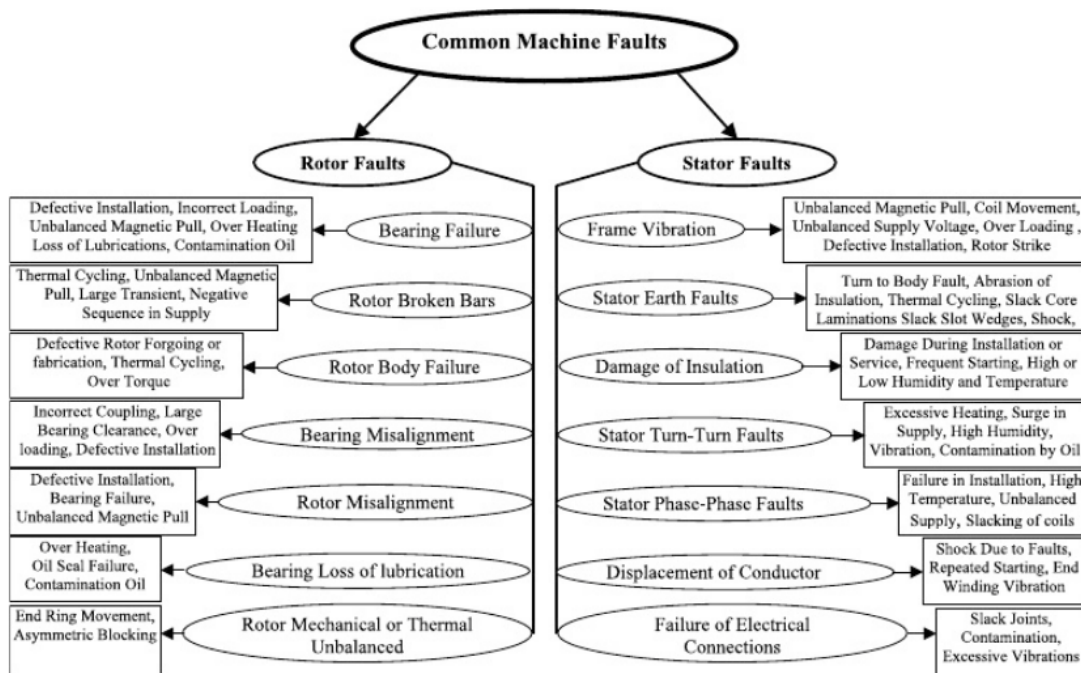 Common Machine Faults
Rotor Faults
Stator Faults
Defective Installation, Incorrect Loading,
Unbalanced Magnetic Pull, Over Heating
Loss of Lubrications, Contamination Oil
Bearing Failure
Thermal Cycling, Unbalanced Magnetic
Pull, Large Transient, Negative
Sequence in Supply
Rotor Broken Bars
Defective Rotor Forgoing or
fabrication, Thermal Cycling,
Over Torque
Rotor Body Failure
Incorrect Coupling, Large
Bearing Clearance, Over
loading, Defective Installation
Bearing Misalignment
Defective Installation,
Bearing Failure,
Unbalanced Magnetic Pull
Rotor Misalignment
Over Heating,
Oil Seal Failure,
Contamination Oil
Bearing Loss of lubrication
End Ring Movement,
Asymmetric Blocking
Rotor Mechanical or Thermal
Unbalanced
Frame Vibration
Unbalanced Magnetic Pull, Coil Movement,
Unbalanced Supply Voltage, Over Loading ,
Defective Installation, Rotor Strike
Stator Earth Faults
Turn to Body Fault, Abrasion of
Insulation, Thermal Cycling, Slack Core
Laminations Slack Slot Wedges, Shock,
Damage of Insulation
Damage During Installation or
Service, Frequent Starting, High or
Low Humidity and Temperature
Stator Turn-Turn Faults
Excessive Heating, Surge in
Supply, High Humidity,
Vibration, Contamination by Oil
Stator Phase-Phase Faults
Failure in Installation, High
Temperature, Unbalanced
Supply, Slacking of coils
Displacement of Conductor
Shock Due to Faults,
Repeated Starting, End
Winding Vibration
Failure of Electrical
Connections
Slack Joints,
Contamination,
Excessive Vibrations